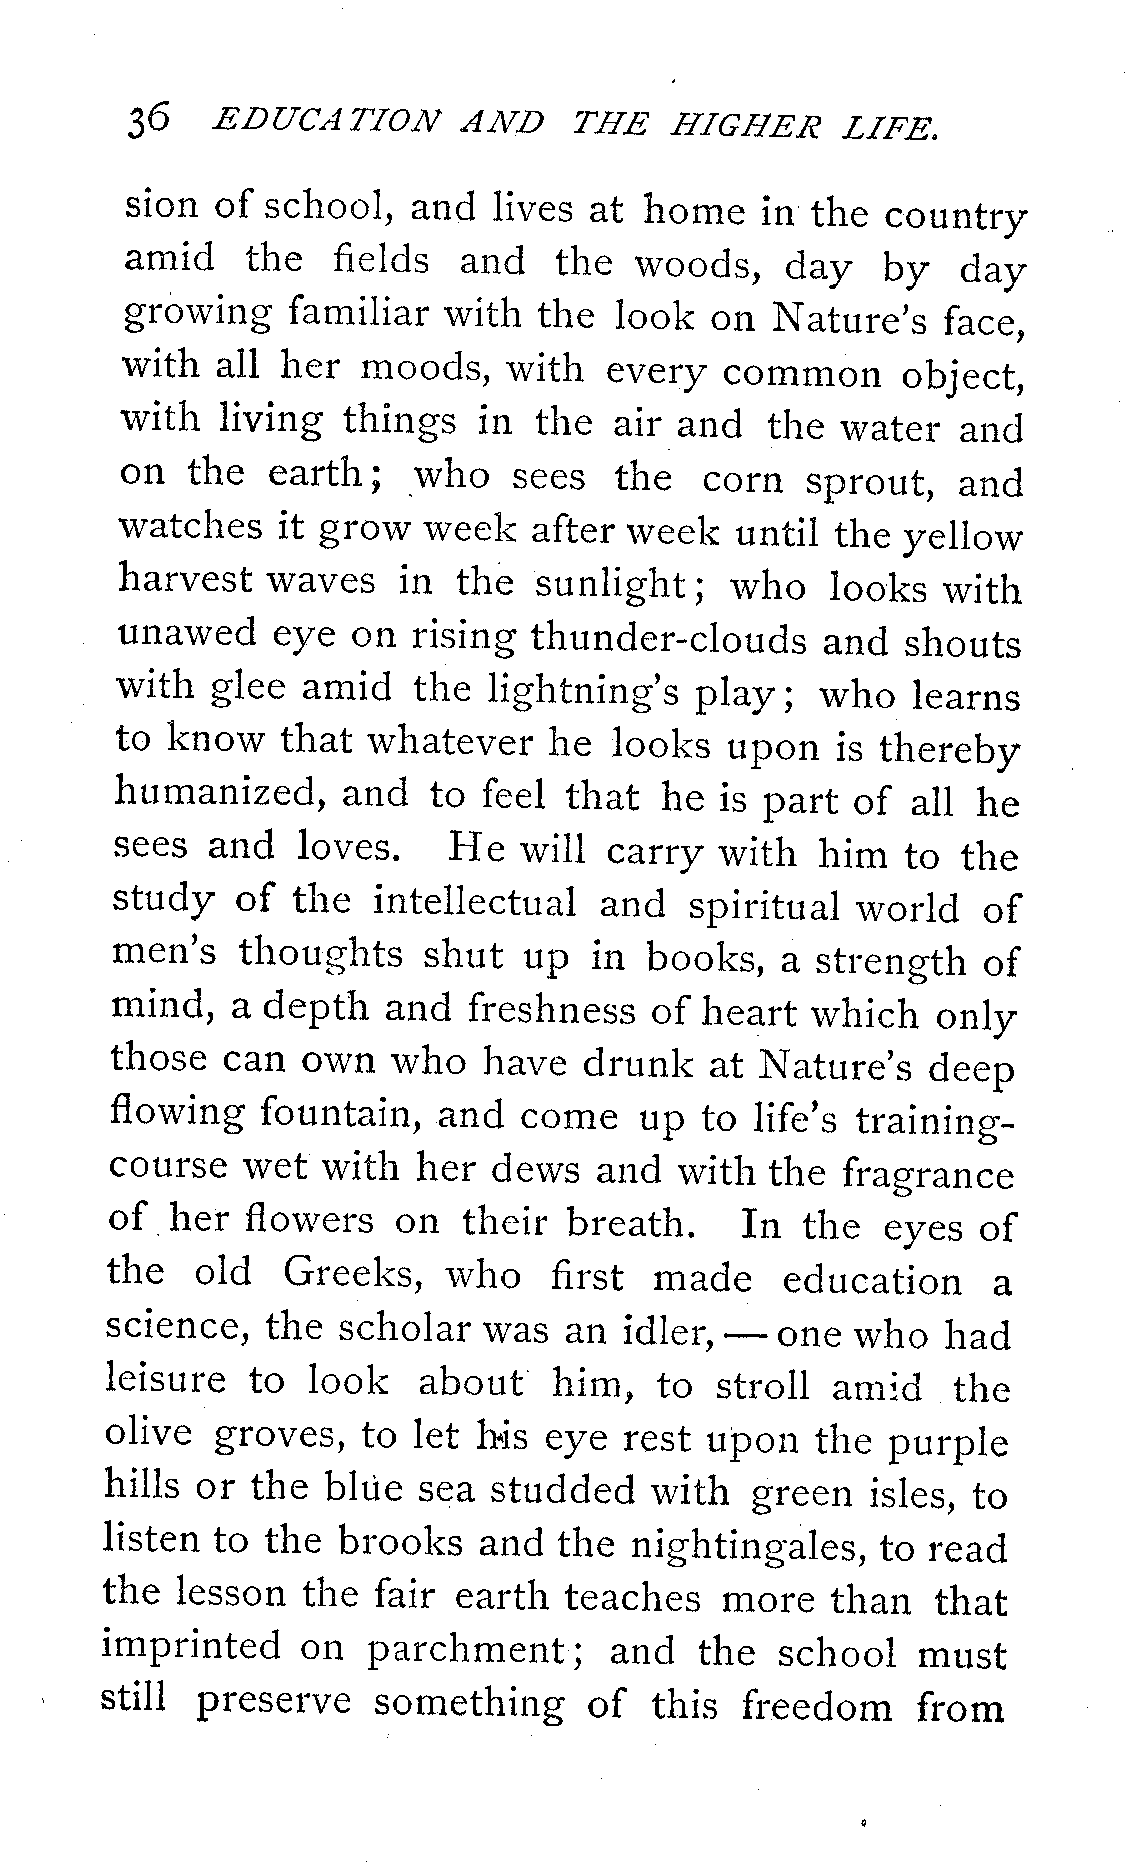 36 EDUCATION AND THE HIGHER LIFE.
sion of school, and lives at home in the country
amid the fields and the woods, day by day
growing familiar with the look on Nature's face,
with all her moods, with every common object,
with living things in the air and the water and
on the earth; who sees the corn sprout, and
watches it grow week after week until the yellow
harvest waves in the sunlight; who looks with
unawed eye on rising thunder-clouds and shouts
with glee amid the lightning's play; who learns
to know that whatever he looks upon is thereby
humanized, and to feel that he is part of all he
sees and loves. He will carry with him to the
study of the intellectual and spiritual world of
men's thoughts shut up in books, a strength of
mind, a depth and freshness of heart which only
those can own who have drunk at Nature's deep
flowing fountain, and come up to life's training-
course wet with her dews and with the fragrance
of her flowers on their breath. In the eyes of
the old Greeks, who first made education a
science, the scholar was an idler, — one who had
leisure to look about him, to stroll amid the
olive groves, to let his eye rest upon the purple
hills or the blue sea studded with green isles, to
listen to the brooks and the nightingales, to read
the lesson the fair earth teaches more than that
imprinted on parchment; and the school must
still preserve something of this freedom from